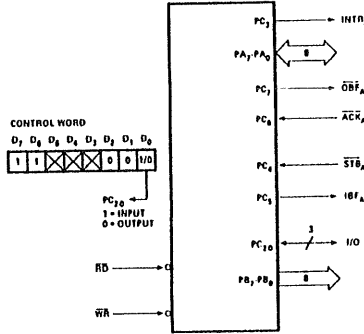 PC₃ INTRₐ
PA₇-PA₀ 8
PC₇ OBFₐ
CONTROL WORD
D₇ D₆ D₅ D₄ D₃ D₂ D₁ D₀
PC₆ ACKₐ
1 1 0 0 I/O
PC₄ STBₐ
PC₂.₀
1 = INPUT
0 = OUTPUT
PC₅ IBFₐ
PC₂.₀ 3 I/O
RD
PB₇-PB₀ 8
WR